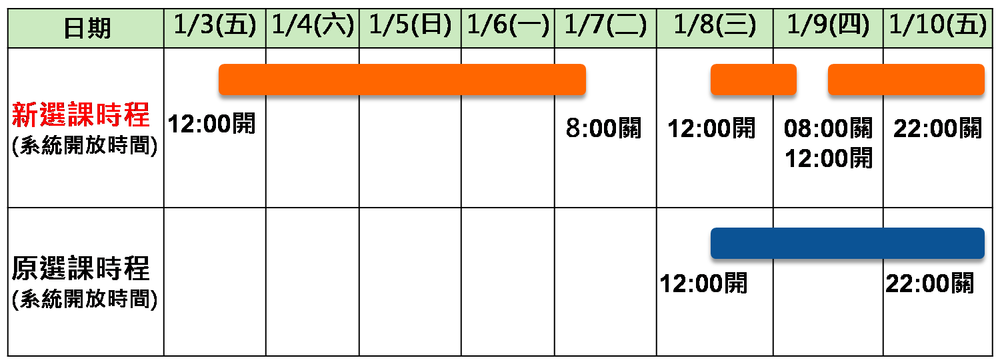 日期 1/3(五) 1/4(六) 1/5(日) 1/6(一) 1/7(二) 1/8(三) 1/9(四) 1/10(五)
新選課時程
(系統開放時間)
12:00開 8:00關 12:00開 08:00關 22:00關
12:00開
原選課時程
(系統開放時間)
12:00開 22:00關